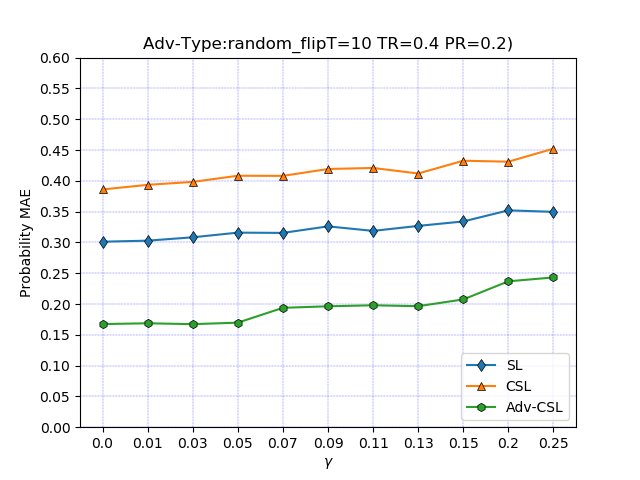 Adv-Type:random_flipT=10 TR=0.4 PR=0.2)
Probability MAE
0.60
0.55
0.50
0.45
0.40
0.35
0.30
0.25
0.20
0.15
0.10
0.05
0.00
SL
CSL
Adv-CSL
0.0 0.01 0.03 0.05 0.07 0.09 0.11 0.13 0.15 0.2 0.25
γ